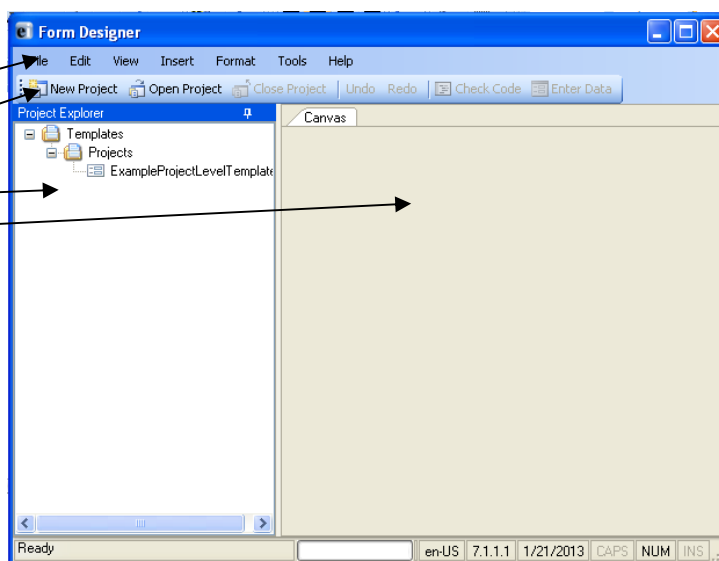 Form Designer
File Edit View Insert Format Tools Help
New Project Open Project Close Project Undo Redo Check Code Enter Data
Project Explorer
Canvas
Templates
Projects
ExampleProjectLevelTemplate
Ready en-US 7.1.1.1 1/21/2013 CAPS NUM INS